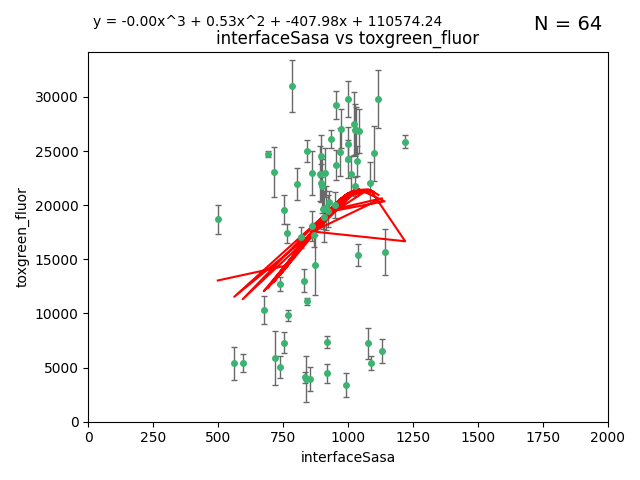 y = -0.00x^3 + 0.53x^2 + -407.98x + 110574.24
N = 64
interfaceSasa vs toxgreen_fluor
30000
25000
20000
15000
10000
5000
0
toxgreen_fluor
0 250 500 750 1000 1250 1500 1750 2000
interfaceSasa